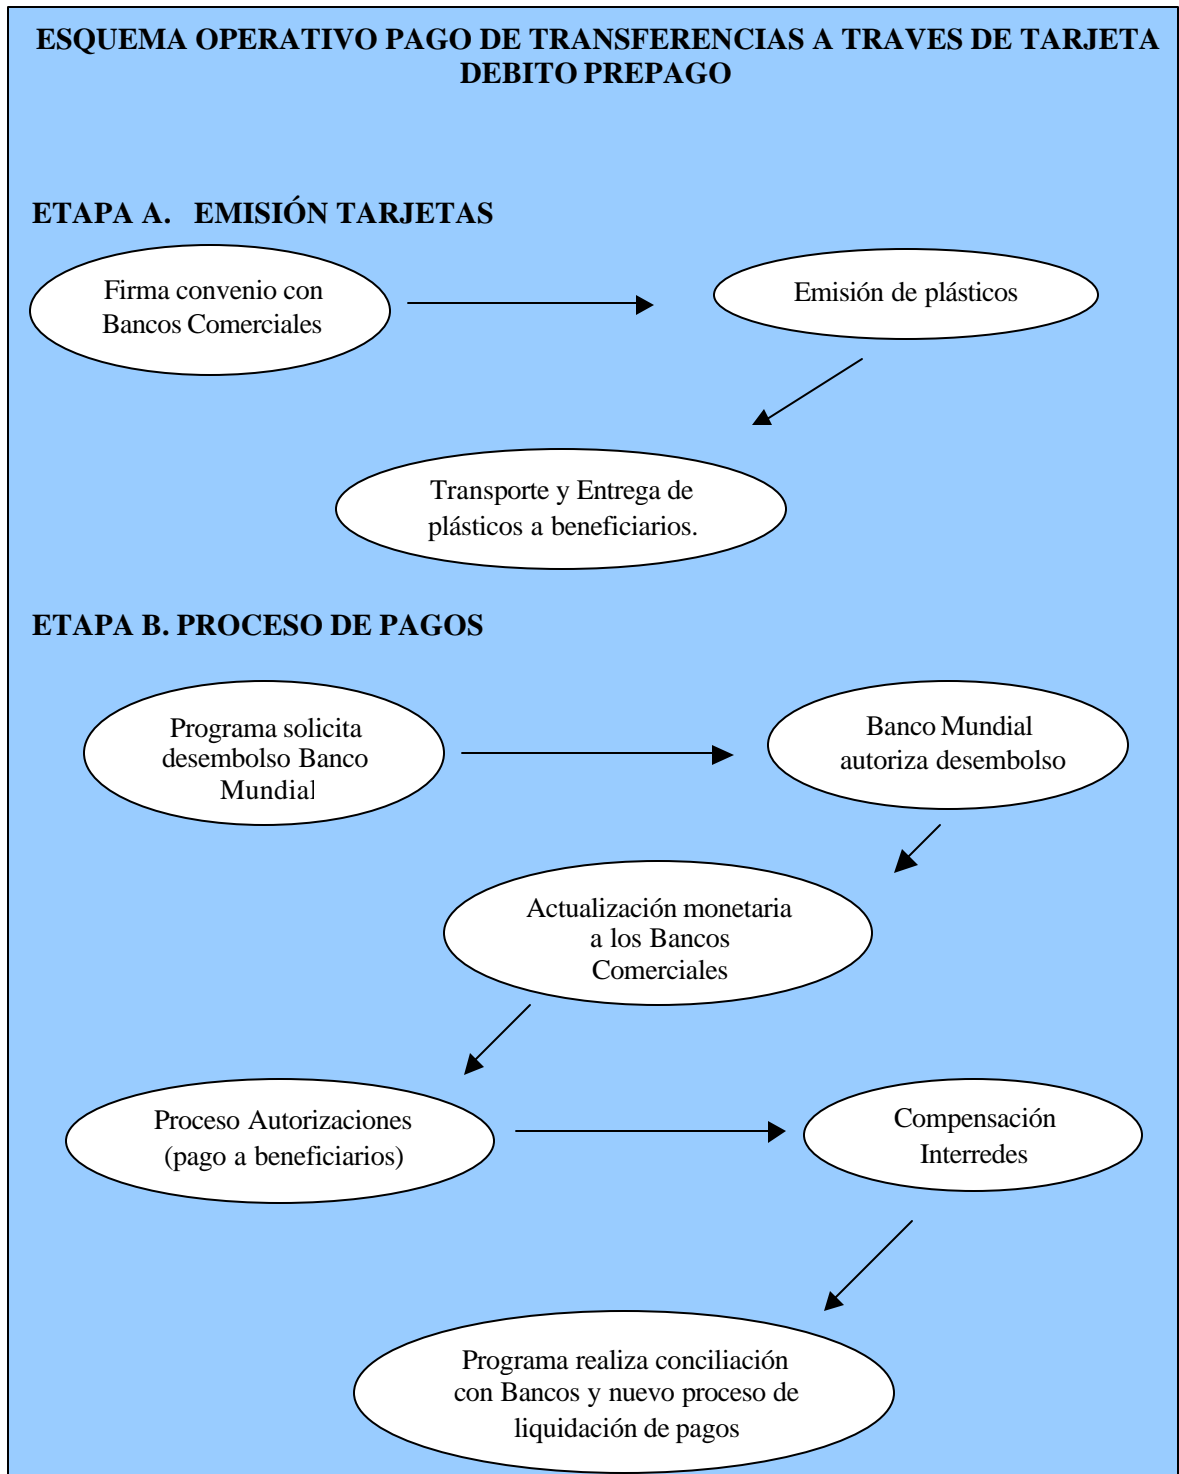 ESQUEMA OPERATIVO PAGO DE TRANSFERENCIAS A TRAVES DE TARJETA
DEBITO PREPAGO
ETAPA A. EMISIÓN TARJETAS
Firma convenio con
Bancos Comerciales
Emisión de plásticos
Transporte y Entrega de
plásticos a beneficiarios.
ETAPA B. PROCESO DE PAGOS
Programa solicita
desembolso Banco
Mundial
Banco Mundial
autoriza desembolso
Actualización monetaria
a los Bancos
Comerciales
Proceso Autorizaciones
(pago a beneficiarios)
Compensación
Interredes
Programa realiza conciliación
con Bancos y nuevo proceso de
liquidación de pagos